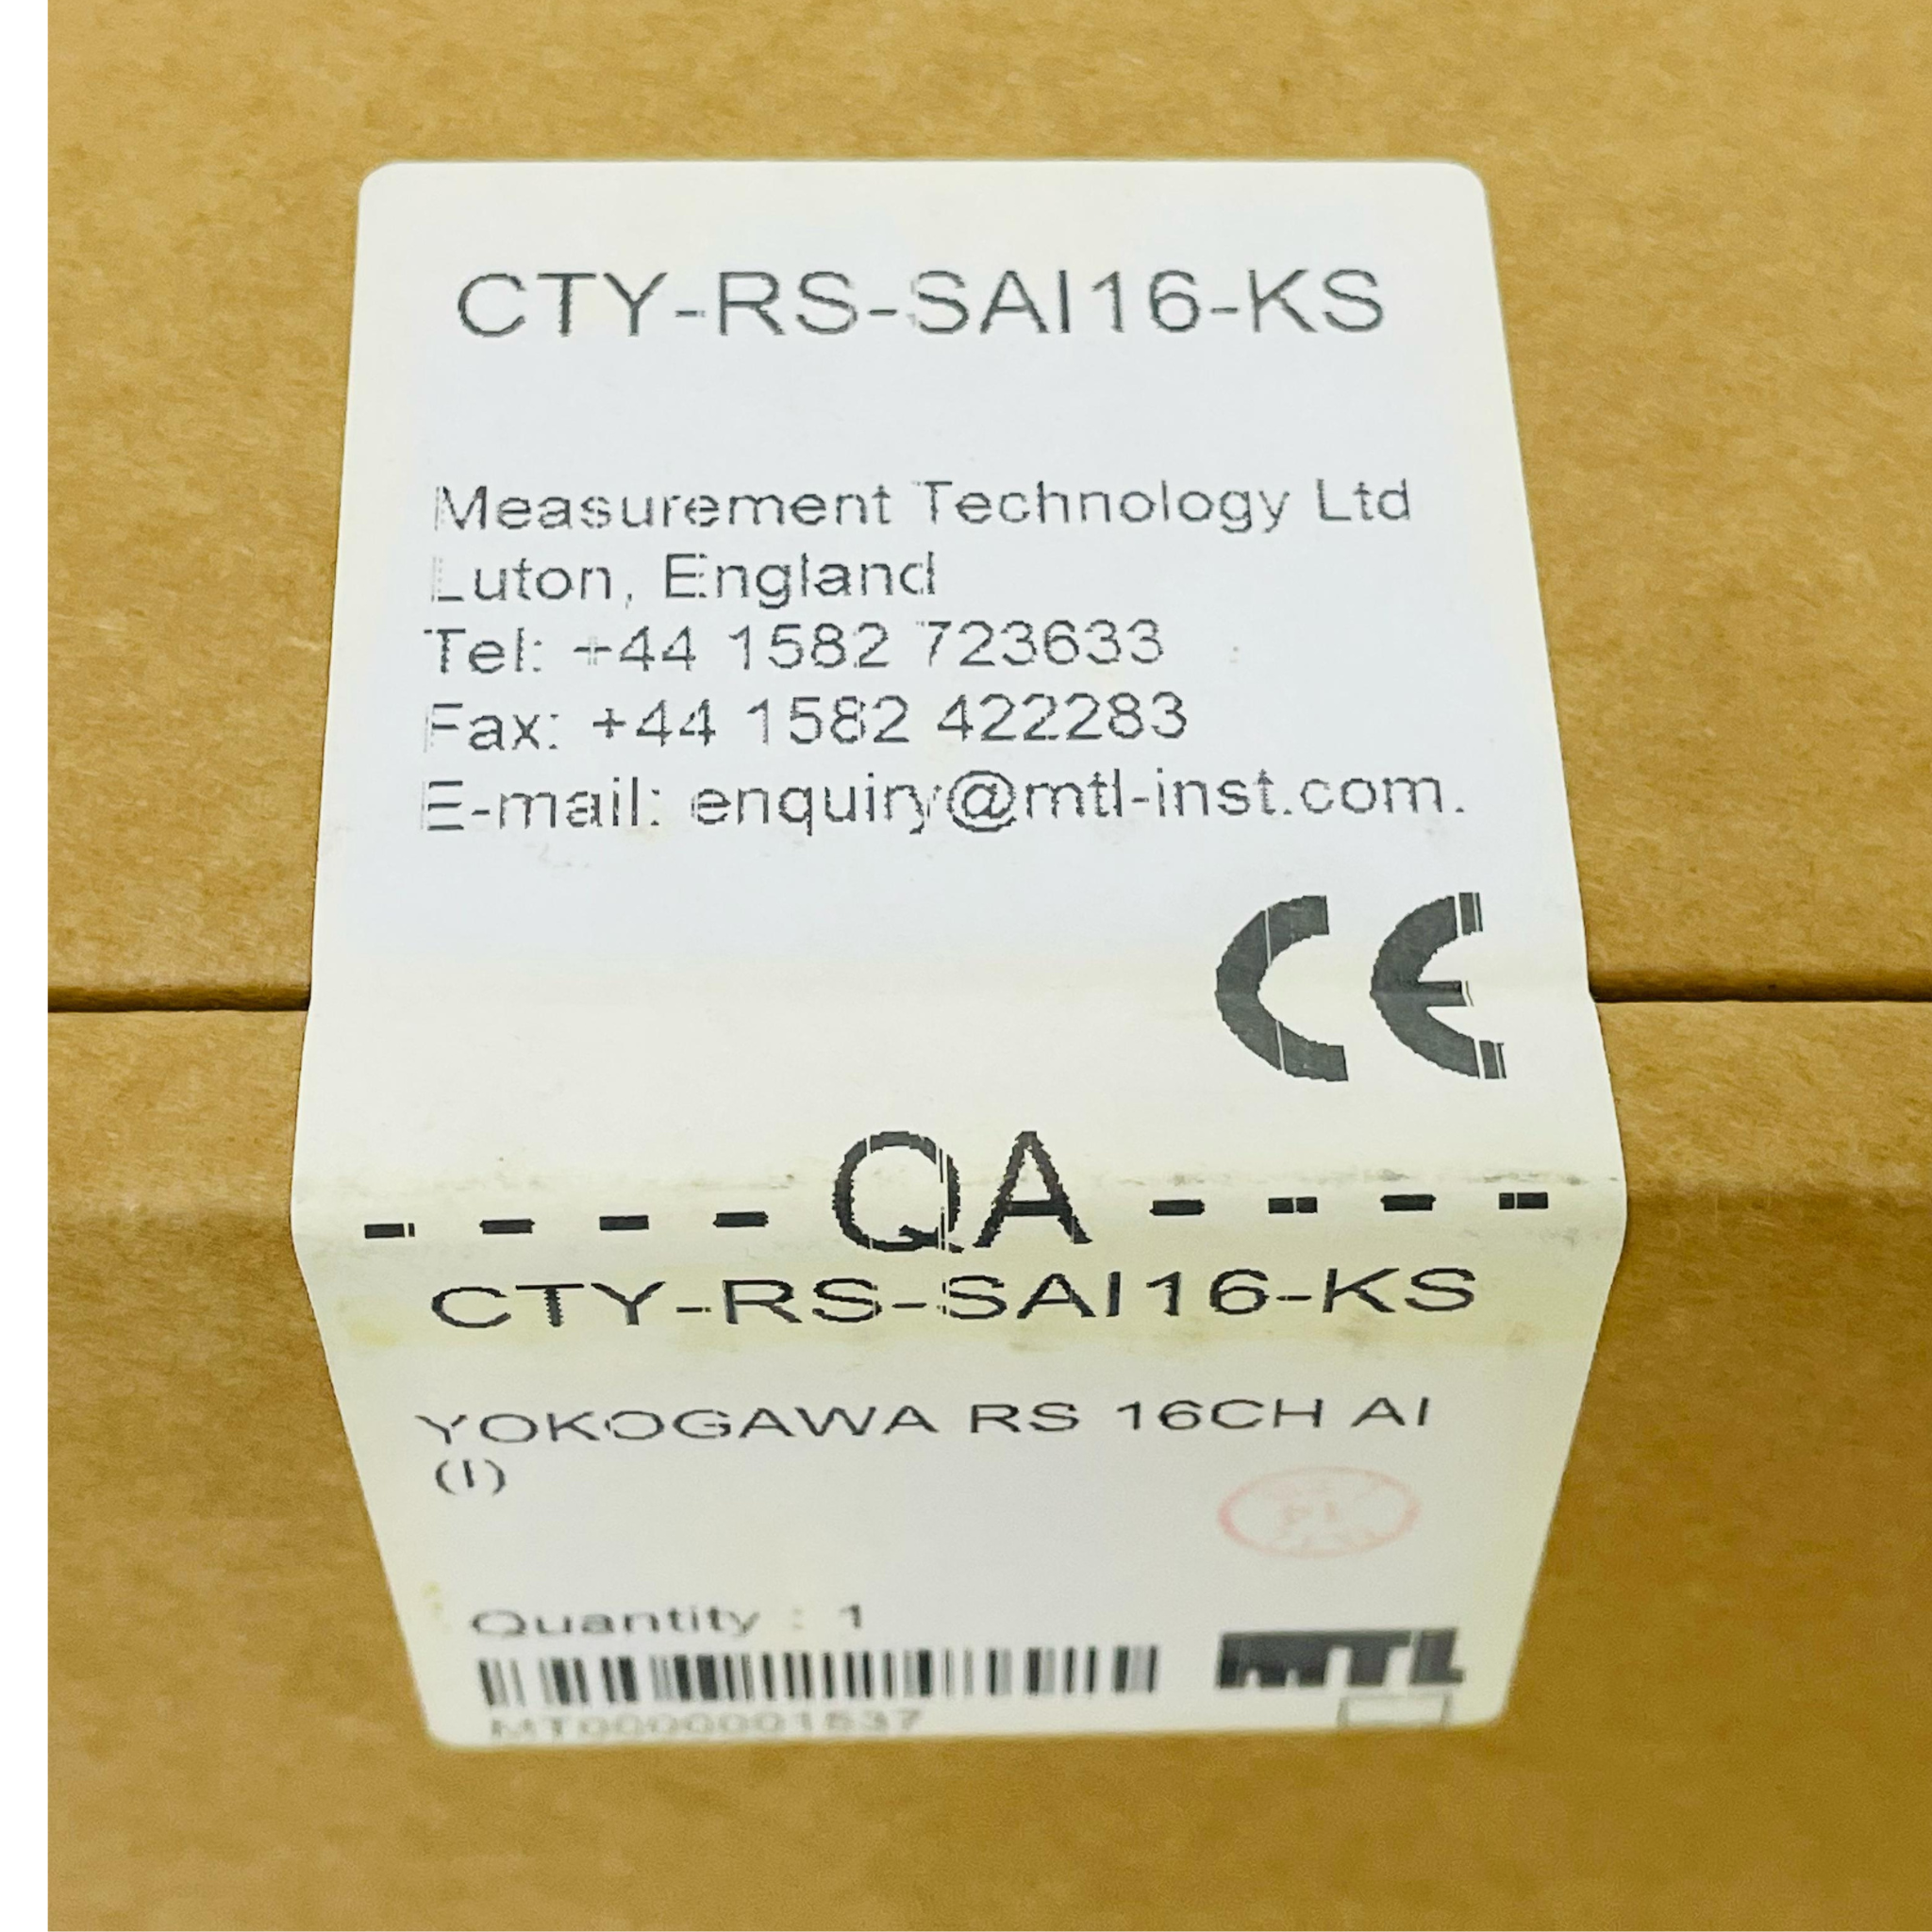 CTY-RS-SAI16-KS
Measurement Technology Ltd
Luton, England
Tel: +44 1582 723633
Fax: +44 1582 422283
E-mail: enquiry@mtl-inst.com.
CE
- - - - QA - - - -
CTY-RS-SAI16-KS
YOKOGAWA RS 16CH AI
(I)
Quantity : 1
MT0000001537
MTL